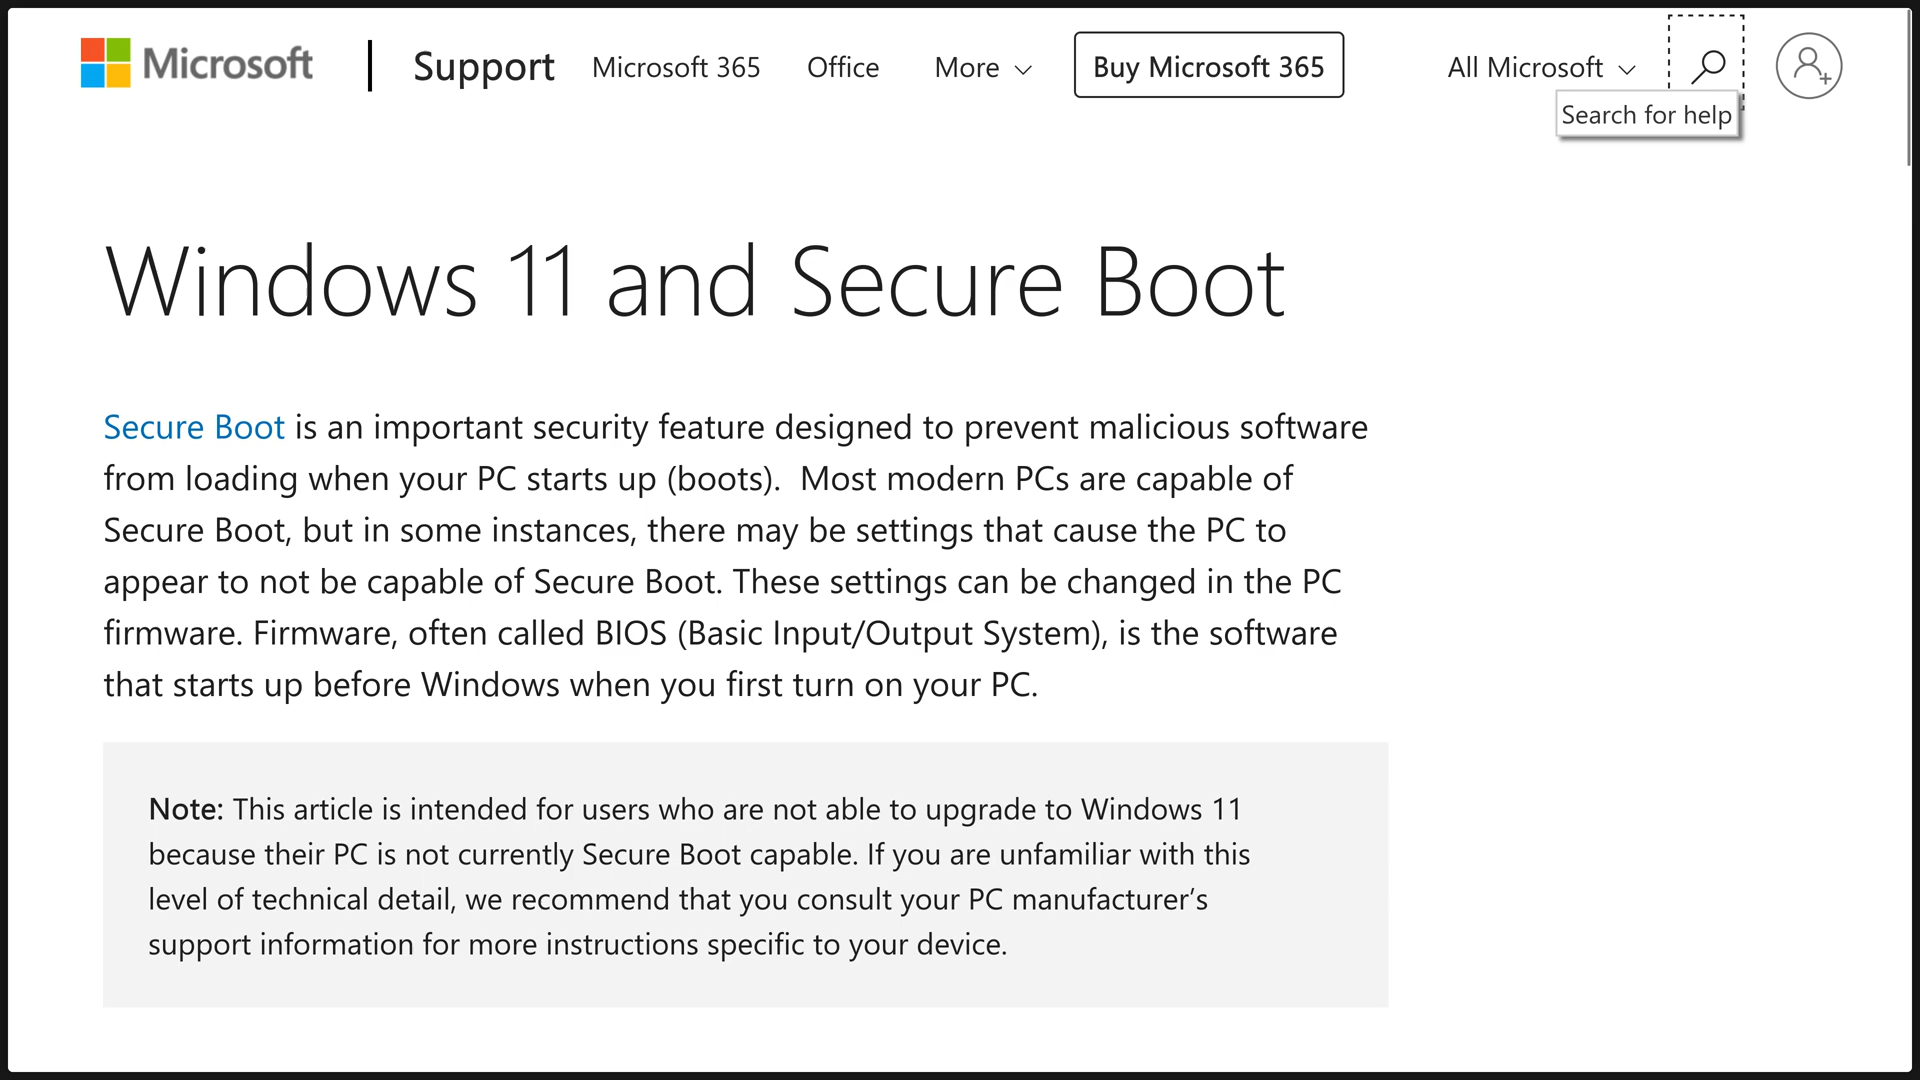 Microsoft Support Microsoft 365 Office More Buy Microsoft 365 All Microsoft
Search for help
Windows 11 and Secure Boot
Secure Boot is an important security feature designed to prevent malicious software
from loading when your PC starts up (boots).  Most modern PCs are capable of
Secure Boot, but in some instances, there may be settings that cause the PC to
appear to not be capable of Secure Boot. These settings can be changed in the PC
firmware. Firmware, often called BIOS (Basic Input/Output System), is the software
that starts up before Windows when you first turn on your PC.
Note: This article is intended for users who are not able to upgrade to Windows 11
because their PC is not currently Secure Boot capable. If you are unfamiliar with this
level of technical detail, we recommend that you consult your PC manufacturer’s
support information for more instructions specific to your device.